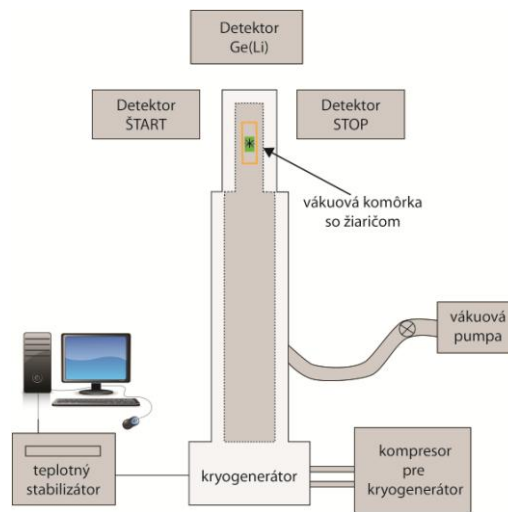 Detektor
Ge(Li)
Detektor
ŠTART
Detektor
STOP
vákuová komôrka
so žiaričom
vákuová
pumpa
teplotný
stabilizátor
kryogenerátor
kompresor
pre
kryogenerátor